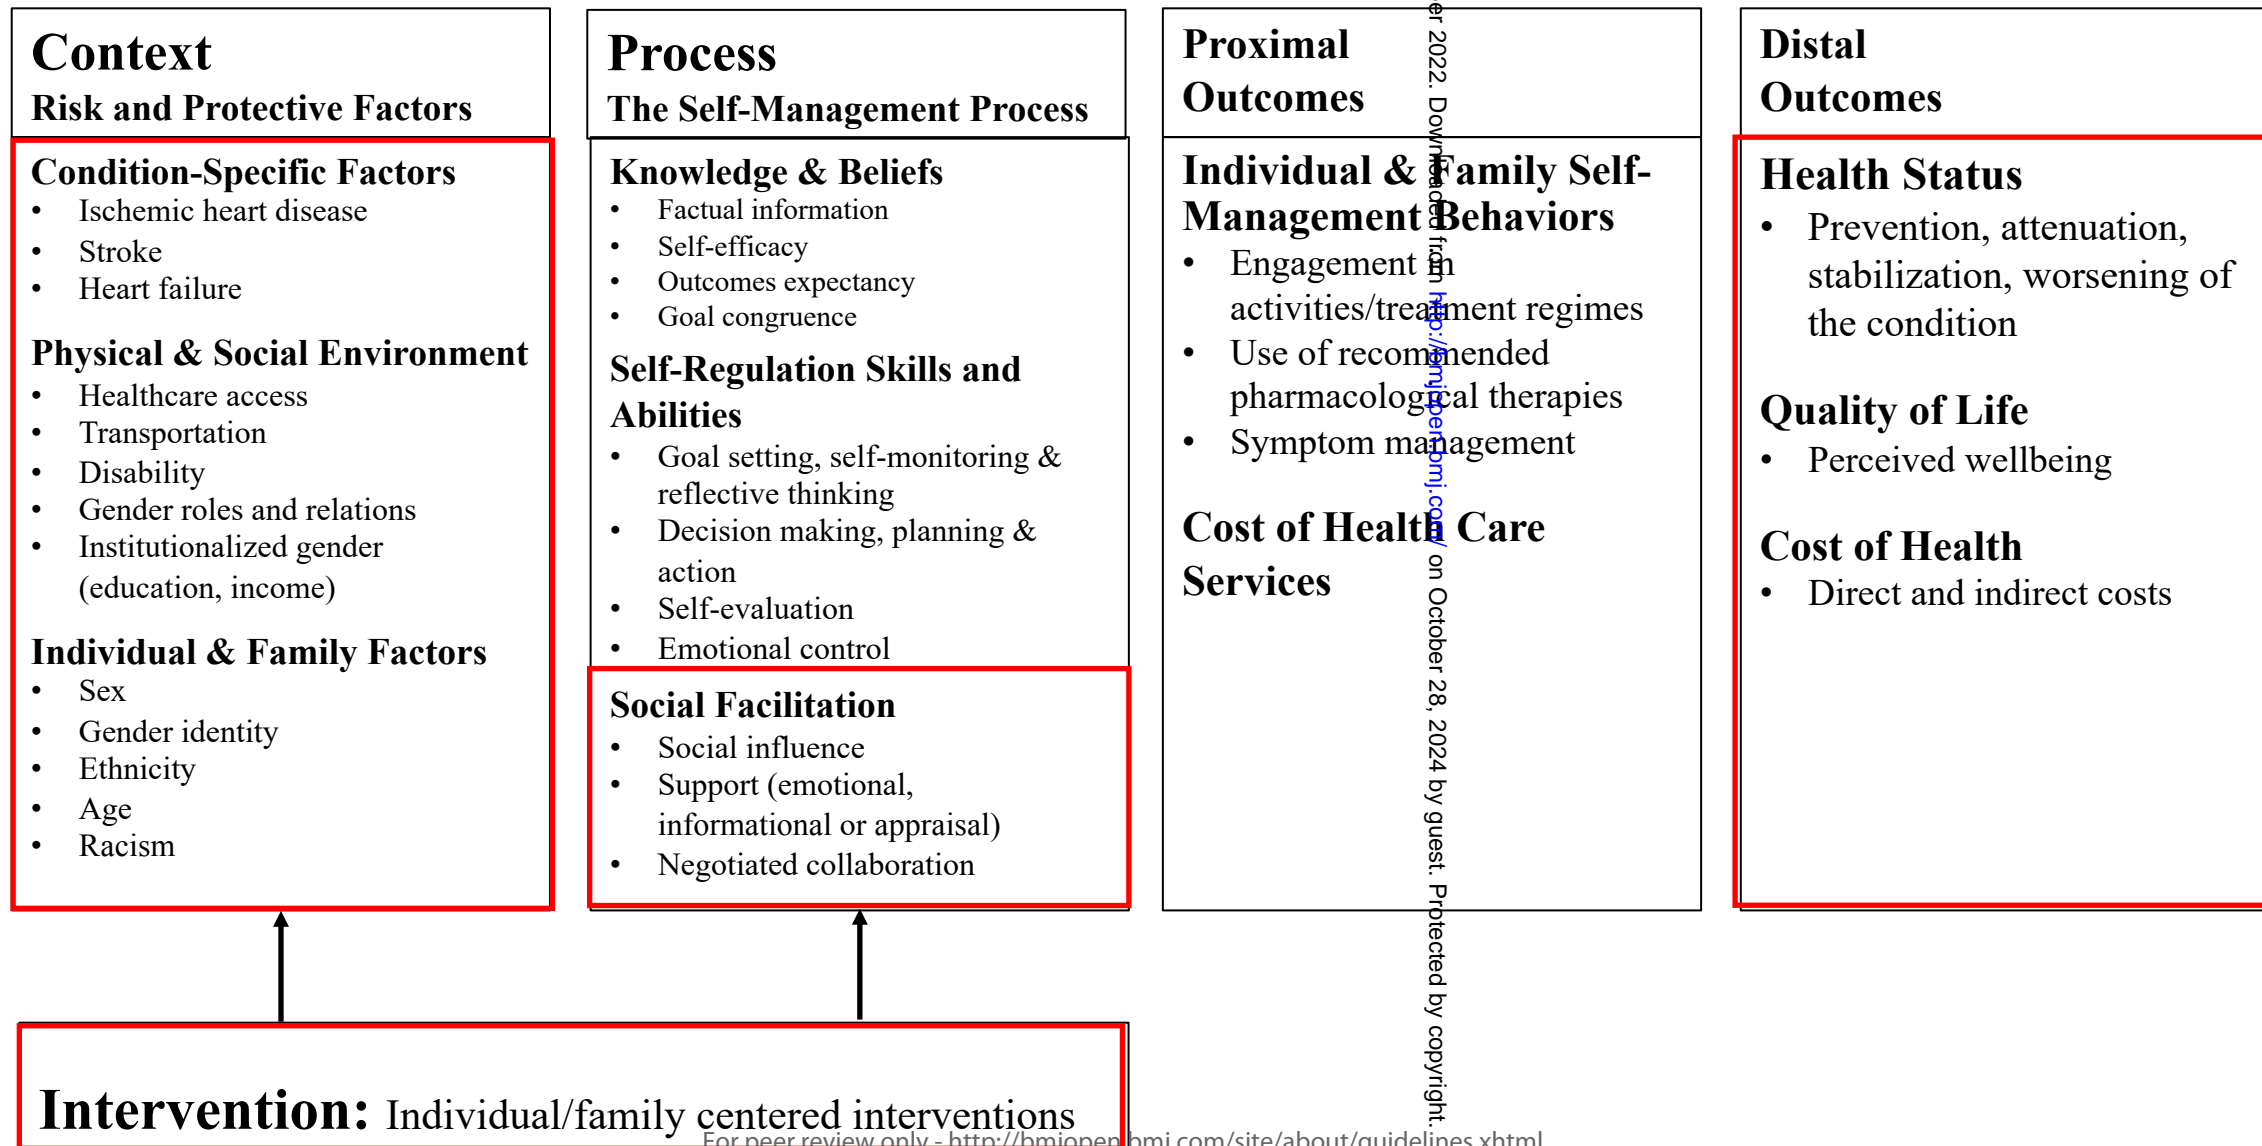 Context
Risk and Protective Factors
Condition-Specific Factors
• Ischemic heart disease
• Stroke
• Heart failure
Physical & Social Environment
• Healthcare access
• Transportation
• Disability
• Gender roles and relations
• Institutionalized gender
(education, income)
Individual & Family Factors
• Sex
• Gender identity
• Ethnicity
• Age
• Racism
Process
The Self-Management Process
Knowledge & Beliefs
• Factual information
• Self-efficacy
• Outcomes expectancy
• Goal congruence
Self-Regulation Skills and
Abilities
• Goal setting, self-monitoring &
reflective thinking
• Decision making, planning &
action
• Self-evaluation
• Emotional control
Social Facilitation
• Social influence
• Support (emotional,
informational or appraisal)
• Negotiated collaboration
Proximal
Outcomes
Individual & Family Self-
Management Behaviors
• Engagement in
activities/treatment regimes
• Use of recommended
pharmacological therapies
• Symptom management
Cost of Health Care
Services
Distal
Outcomes
Health Status
• Prevention, attenuation,
stabilization, worsening of
the condition
Quality of Life
• Perceived wellbeing
Cost of Health
• Direct and indirect costs
Intervention: Individual/family centered interventions
For peer review only - http://bmjopen.bmj.com/site/about/guidelines.xhtml
2022. Downloaded from http://bmjopen.bmj.com/ on October 28, 2024 by guest. Protected by copyright.